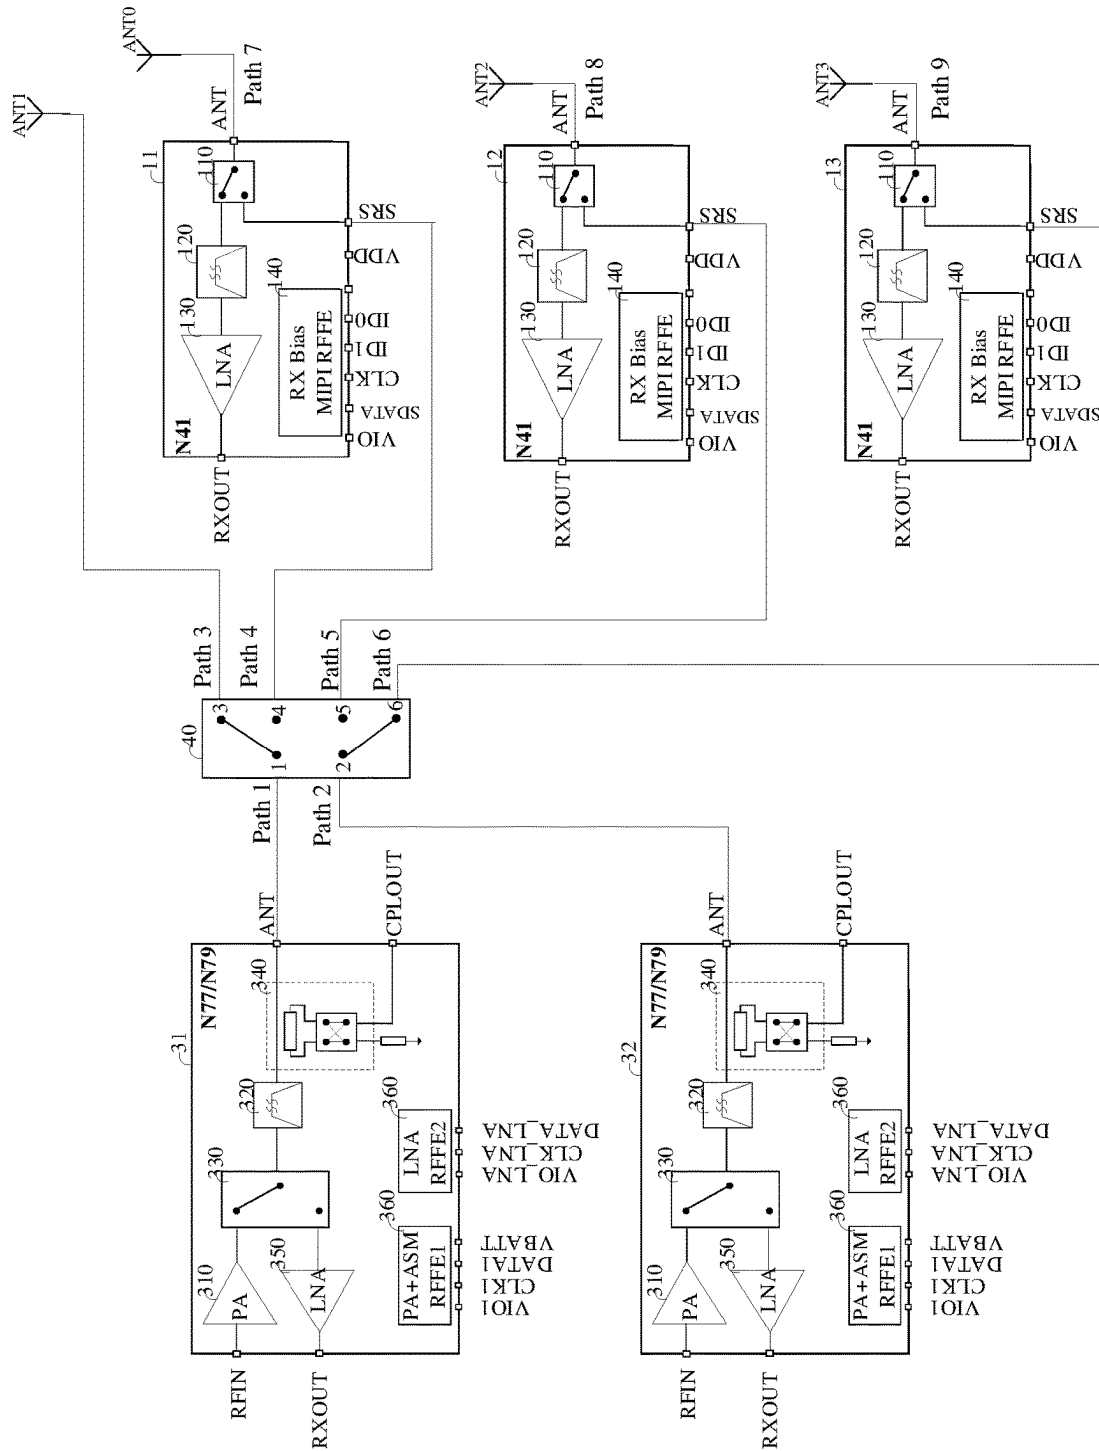 ANT1
ANT0
Path 7
ANT
11
110
120
130
LNA
140
RX Bias
MIPI RFFE
N41
RXOUT
SRS
VDD
ID0
ID1
CLK
SDATA
VIO
ANT2
Path 8
ANT
12
110
120
130
LNA
140
RX Bias
MIPI RFFE
N41
RXOUT
SRS
VDD
ID0
ID1
CLK
SDATA
VIO
ANT3
Path 9
ANT
13
110
120
130
LNA
140
RX Bias
MIPI RFFE
N41
RXOUT
SRS
VDD
ID0
ID1
CLK
SDATA
VIO
Path 3
Path 4
Path 5
Path 6
40
3
4
5
6
1
2
Path 1
Path 2
ANT
CPLOUT
N77/N79
31
340
320
330
310
PA
350
LNA
360
LNA
RFFE2
360
PA+ASM
RFFE1
DATA_LNA
CLK_LNA
VIO_LNA
VBATT
DATA1
CLK1
VIO1
RFIN
RXOUT
ANT
CPLOUT
N77/N79
32
340
320
330
310
PA
350
LNA
360
LNA
RFFE2
360
PA+ASM
RFFE1
DATA_LNA
CLK_LNA
VIO_LNA
VBATT
DATA1
CLK1
VIO1
RFIN
RXOUT